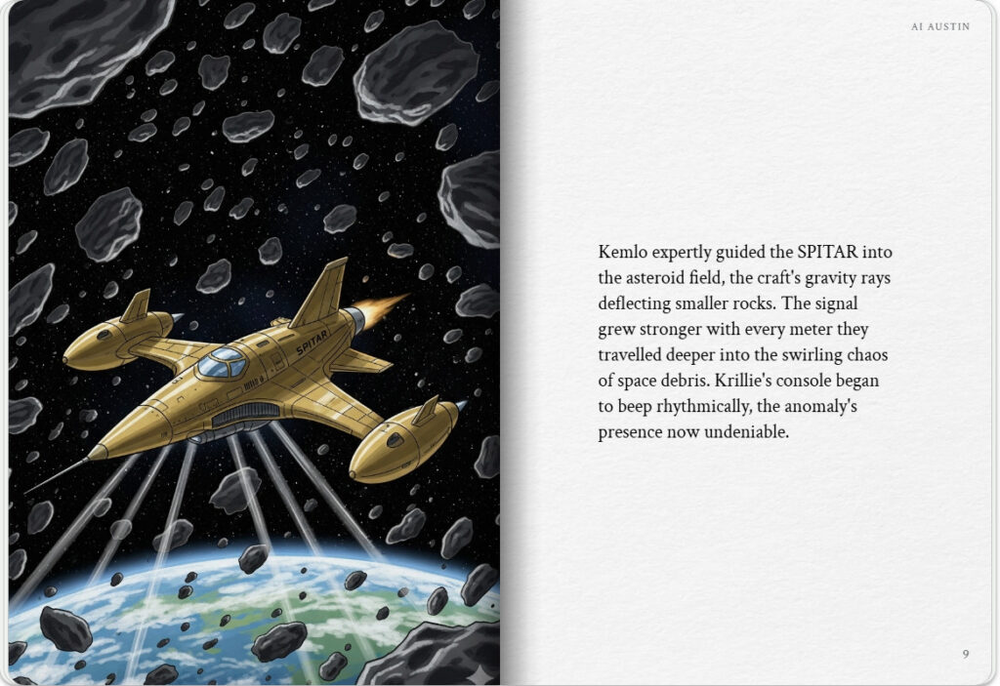 SPITAR
AI AUSTIN
Kemlo expertly guided the SPITAR into
the asteroid field, the craft's gravity rays
deflecting smaller rocks. The signal
grew stronger with every meter they
travelled deeper into the swirling chaos
of space debris. Krillie's console began
to beep rhythmically, the anomaly's
presence now undeniable.
9